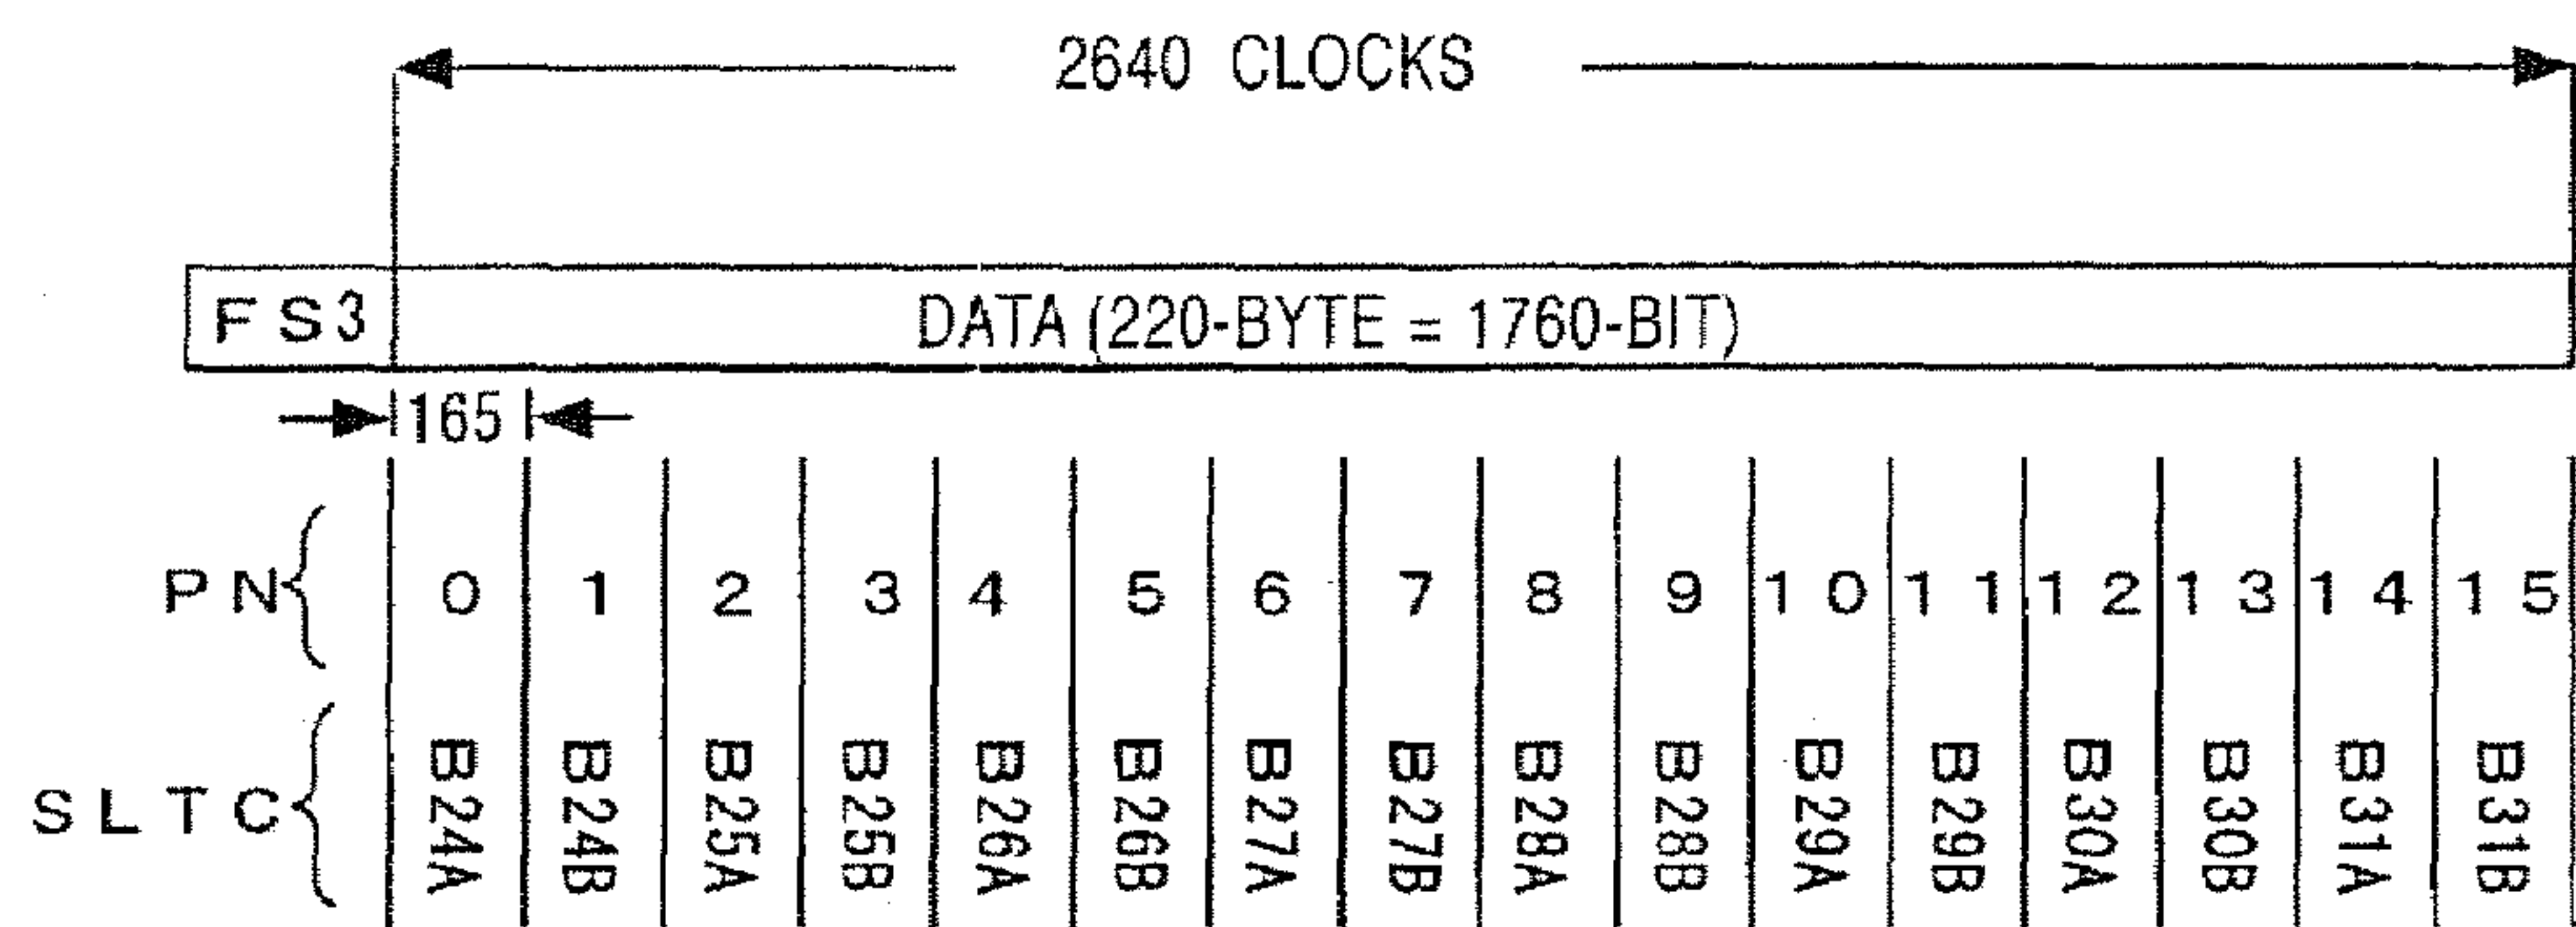 2640 CLOCKS
FS3 DATA (220-BYTE = 1760-BIT)
165
PN 0 1 2 3 4 5 6 7 8 9 10 11 12 13 14 15
SLTC B24A B24B B25A B25B B26A B26B B27A B27B B28A B28B B29A B29B B30A B30B B31A B31B